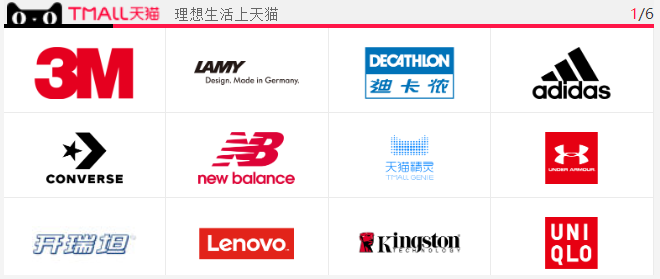 TMALL天猫 理想生活上天猫 1/6
3M
LAMY
Design. Made in Germany.
DECATHLON
迪卡侬
adidas
CONVERSE
new balance
天猫精灵
TMALL GENIE
UNDER ARMOUR
开瑞坦
Lenovo
Kingston
TECHNOLOGY
UNI
QLO